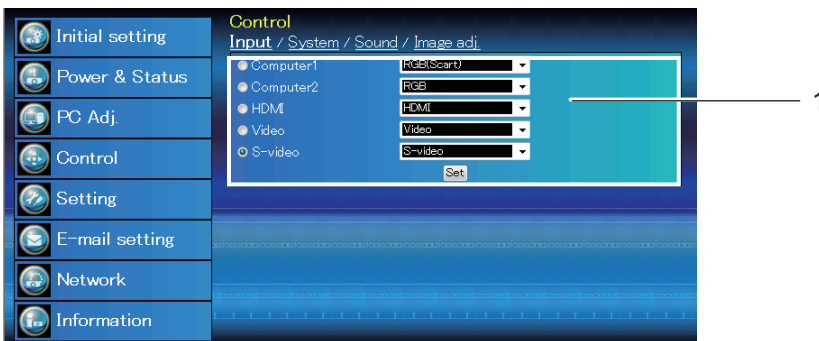 Initial setting
Power & Status
PC Adj.
Control
Setting
E-mail setting
Network
Information
Control
Input / System / Sound / Image adj.
Computer1 RGB(Scart)
Computer2 RGB
HDMI HDMI
Video Video
S-video S-video
Set
1